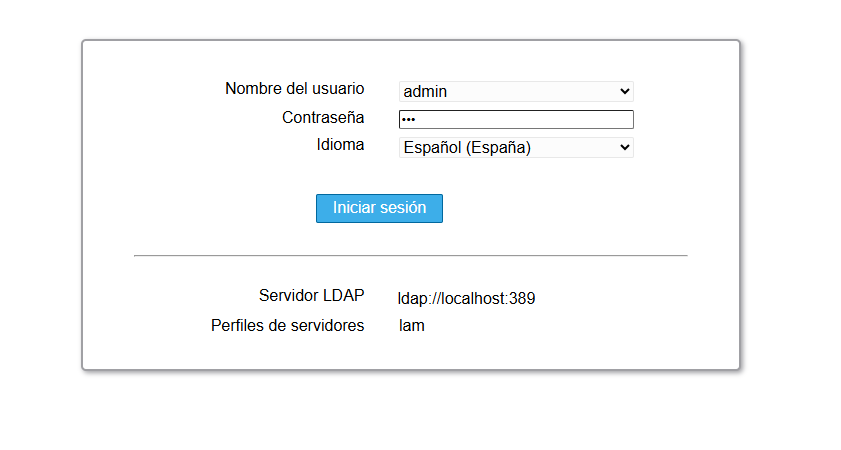 Nombre del usuario admin
Contraseña •••
Idioma Español (España)
Iniciar sesión
Servidor LDAP ldap://localhost:389
Perfiles de servidores lam